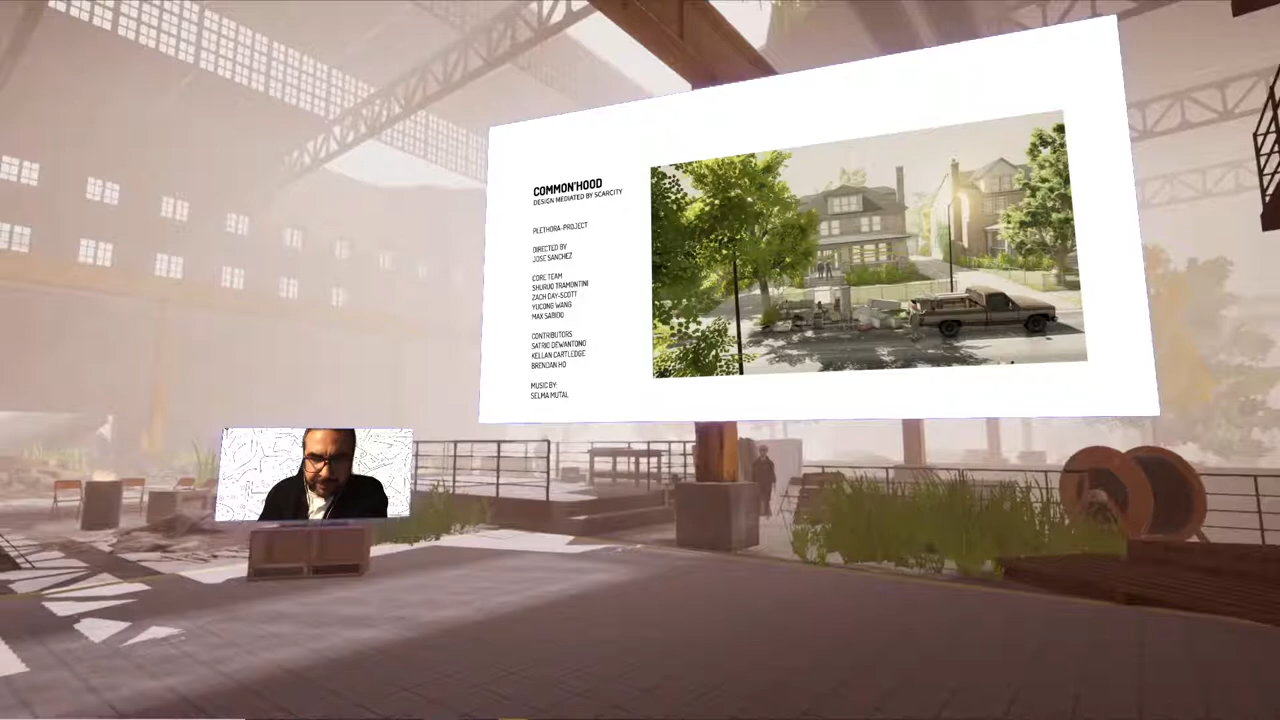 COMMON'HOOD
DESIGN MEDIATED BY SCARCITY
PLETHORA-PROJECT
DIRECTED BY
JOSE SANCHEZ
CORE TEAM
SHURUQ TRAMONTINI
ZACH DAY-SCOTT
YUCONG WANG
MAX SABIDO
CONTRIBUTORS
SATRIO DEWANTONO
KELLAN CARTLEDGE
BRENDAN HO
MUSIC BY:
SELMA MUTAL